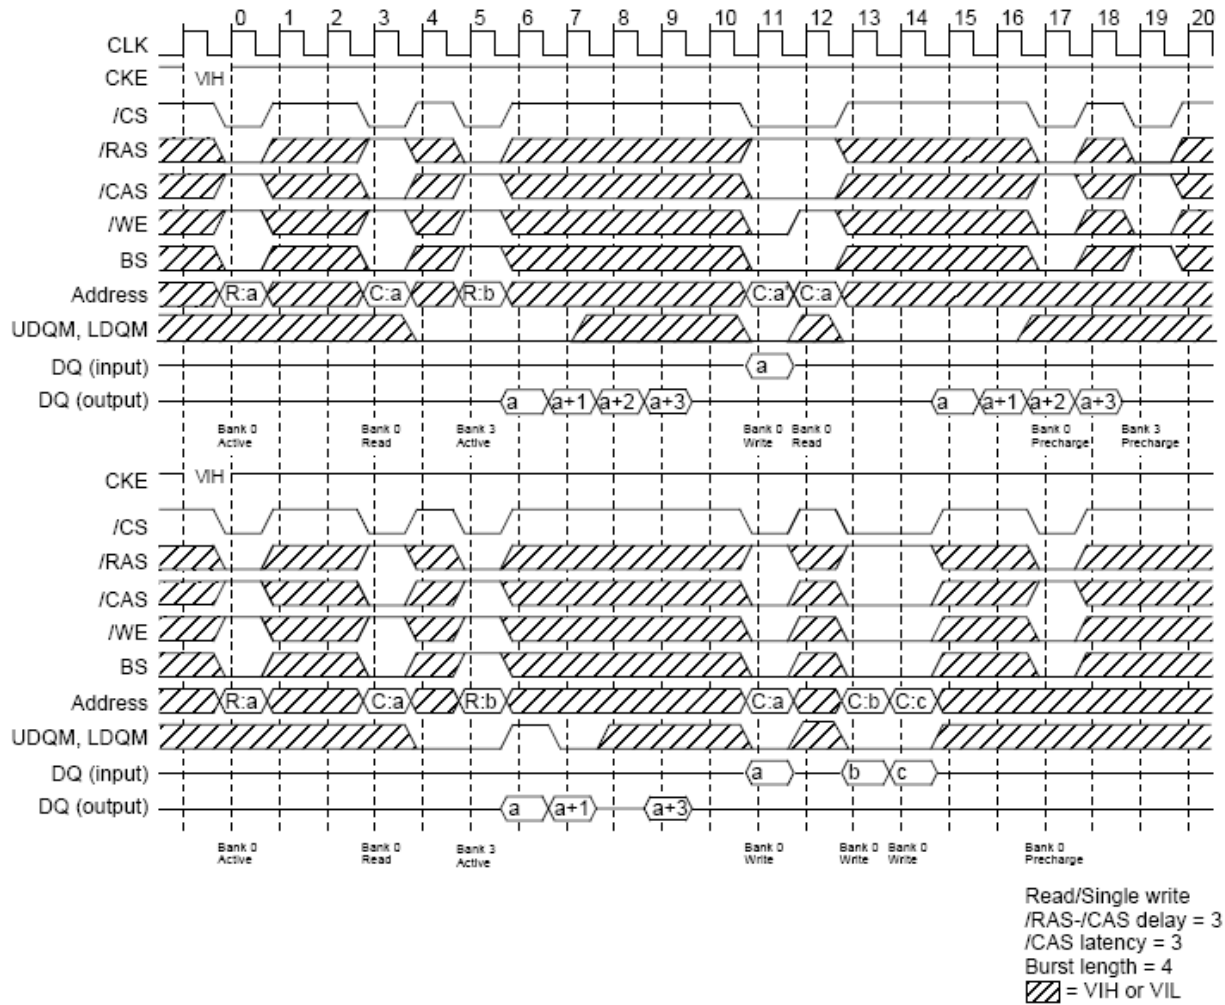 0 1 2 3 4 5 6 7 8 9 10 11 12 13 14 15 16 17 18 19 20
CLK
CKE VIH
/CS
/RAS
/CAS
/WE
BS
Address R:a C:a R:b C:a' C:a
UDQM, LDQM
DQ (input) a
DQ (output) a a+1 a+2 a+3 a a+1 a+2 a+3
Bank 0 Bank 0 Bank 3 Bank 0 Bank 0 Bank 0 Bank 3
Active Read Active Write Read Precharge Precharge
CKE VIH
/CS
/RAS
/CAS
/WE
BS
Address R:a C:a R:b C:a C:b C:c
UDQM, LDQM
DQ (input) a b c
DQ (output) a a+1 a+3
Bank 0 Bank 0 Bank 3 Bank 0 Bank 0 Bank 0 Bank 0
Active Read Active Write Write Write Precharge
Read/Single write
/RAS-/CAS delay = 3
/CAS latency = 3
Burst length = 4
= VIH or VIL